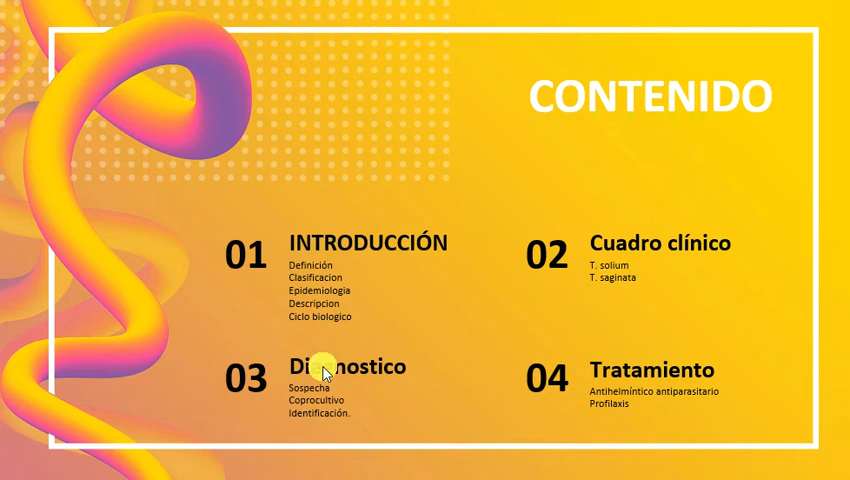 CONTENIDO
01
INTRODUCCIÓN
Definición
Clasificacion
Epidemiologia
Descripcion
Ciclo biologico
02
Cuadro clínico
T. solium
T. saginata
03
Diagnostico
Sospecha
Coprocultivo
Identificación.
04
Tratamiento
Antihelmíntico antiparasitario
Profilaxis